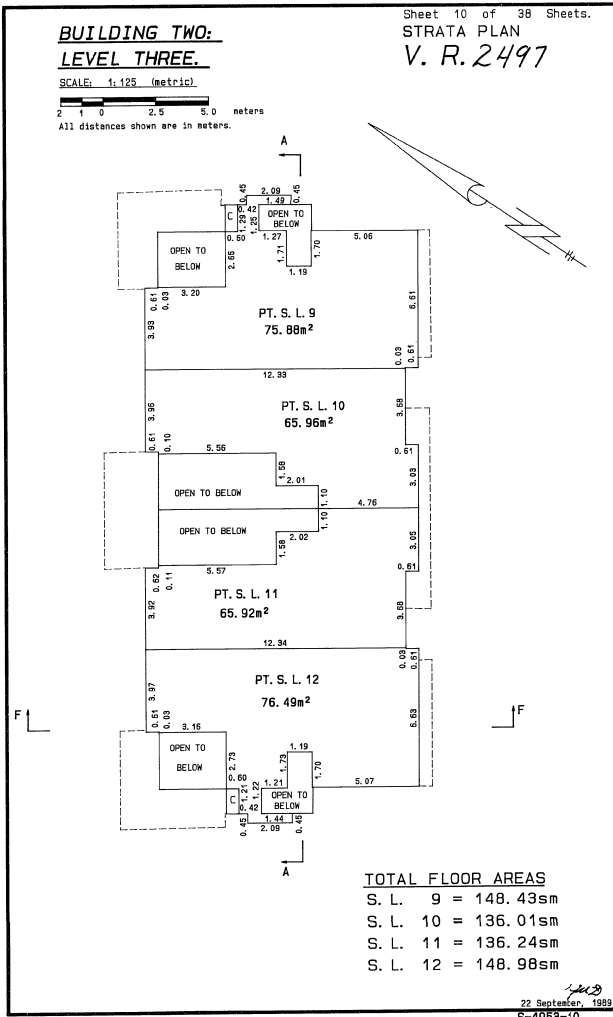 Sheet 10 of 38 Sheets.
BUILDING TWO:
STRATA PLAN
LEVEL THREE.
V. R. 2497
SCALE: 1:125 (metric)
2 1 0 2.5 5.0 meters
All distances shown are in meters.
A
0.45 2.09 0.45
1.49
C 0.42 OPEN TO
1.29 1.25 BELOW
0.60 1.27 5.06
OPEN TO
BELOW
2.65 1.71 1.70
1.19
3.20
0.61 0.03
PT. S. L. 9
75.88m²
6.61
3.93
0.03 0.61
12.33
3.96
PT. S. L. 10
65.96m²
3.68
0.61 0.10
5.56
0.61
1.58
2.01
3.03
OPEN TO BELOW
1.10
4.76
OPEN TO BELOW
1.10
2.02
3.05
1.58
5.57
0.61
0.62 0.11
PT. S. L. 11
65.92m²
3.92
3.68
12.34
0.03 0.61
3.97
PT. S. L. 12
76.49m²
6.63
F F
0.61 0.03
3.16
OPEN TO
BELOW
2.73
1.19
1.73 1.70
0.60 1.21 5.07
C 1.21 1.22 OPEN TO
BELOW
0.42
0.45 1.44 0.45
2.09
A
TOTAL FLOOR AREAS
S. L. 9 = 148.43sm
S. L. 10 = 136.01sm
S. L. 11 = 136.24sm
S. L. 12 = 148.98sm
22 September, 1989
S-4053-10